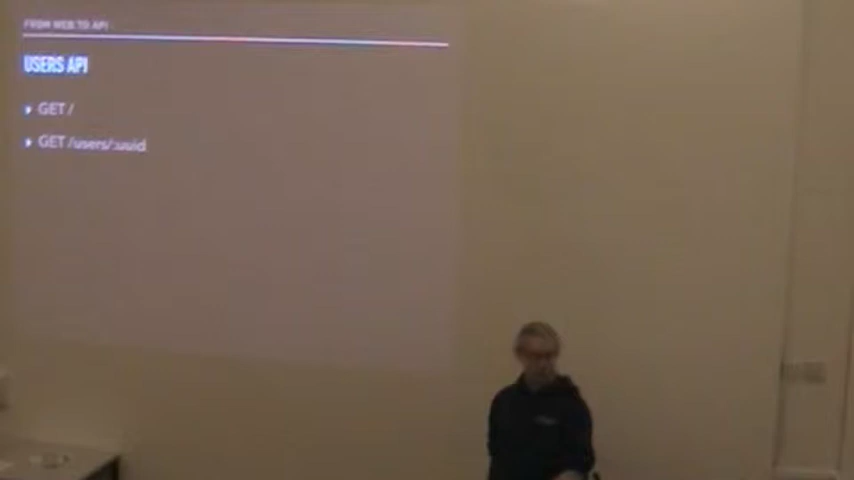 FROM WEB TO API
USERS API
GET /
GET /users/:uuid